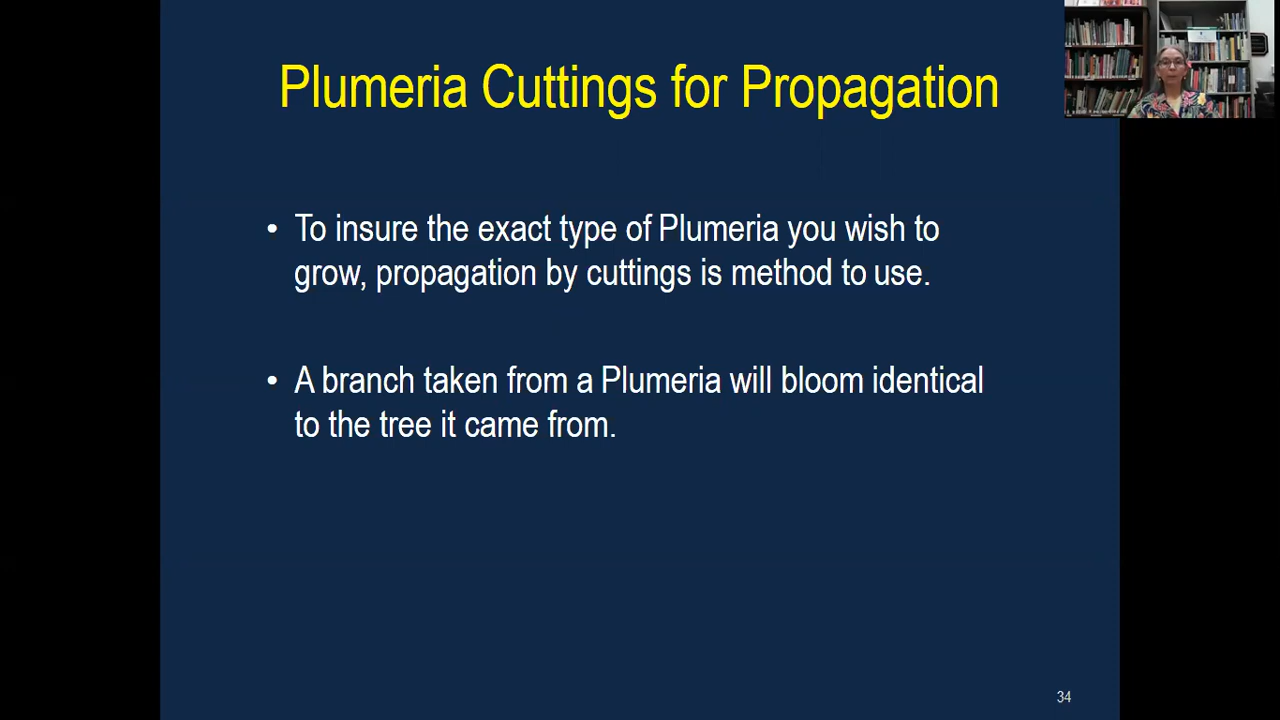 Plumeria Cuttings for Propagation
• To insure the exact type of Plumeria you wish to
grow, propagation by cuttings is method to use.
• A branch taken from a Plumeria will bloom identical
to the tree it came from.
34